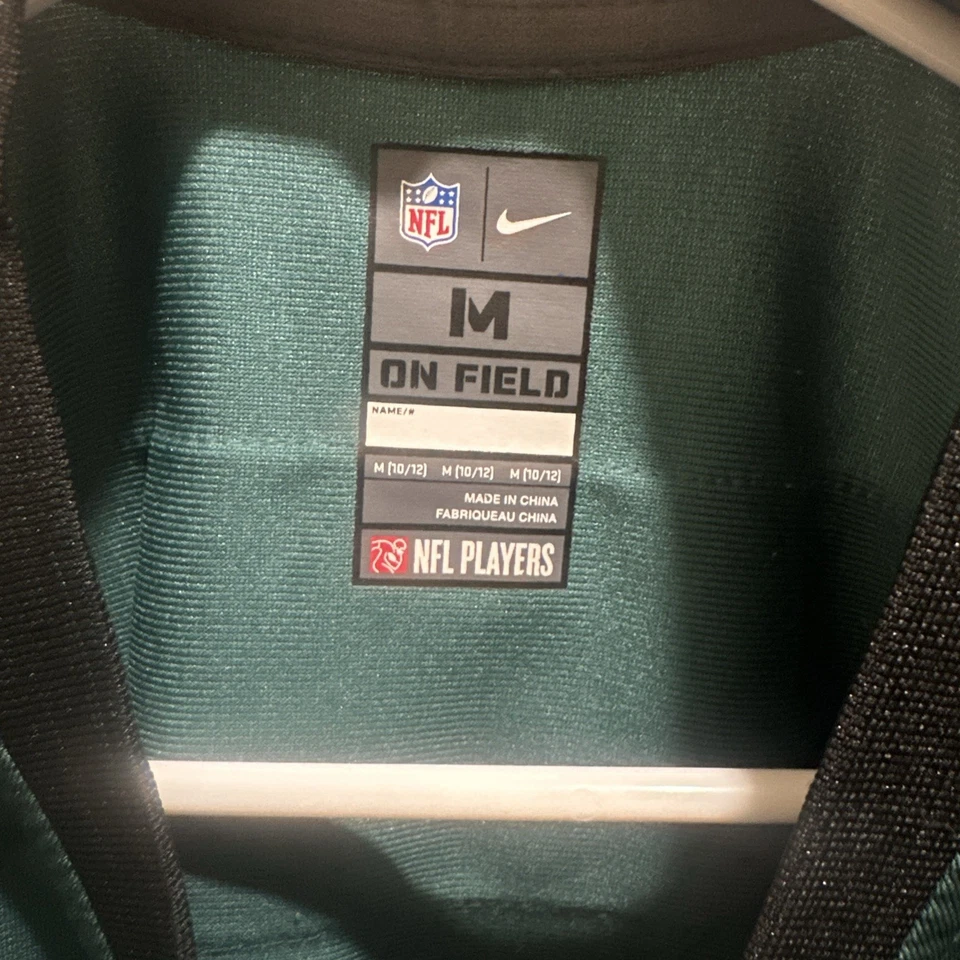 NFL
M
ON FIELD
NAME/#
M (10/12) M (10/12) M (10/12)
MADE IN CHINA
FABRIQUEAU CHINA
NFL PLAYERS